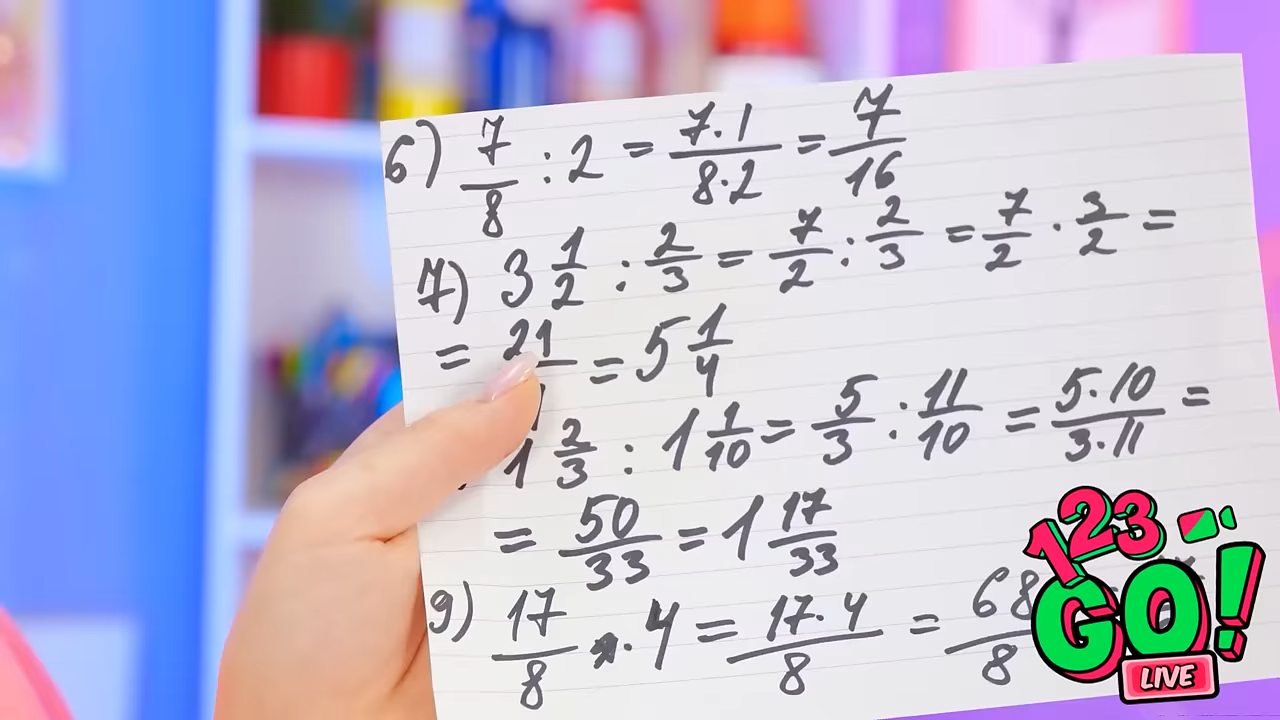 6) 7/8 : 2 = 7·1/8·2 = 7/16
7) 3 1/2 : 2/3 = 7/2 : 2/3 = 7/2 · 3/2 =
= 21/ = 5 1/4
1 2/3 : 1 1/10 = 5/3 : 11/10 = 5·10/3·11 =
= 50/33 = 1 17/33
9) 17/8 · 4 = 17·4/8 = 68/8
123
GO!
LIVE